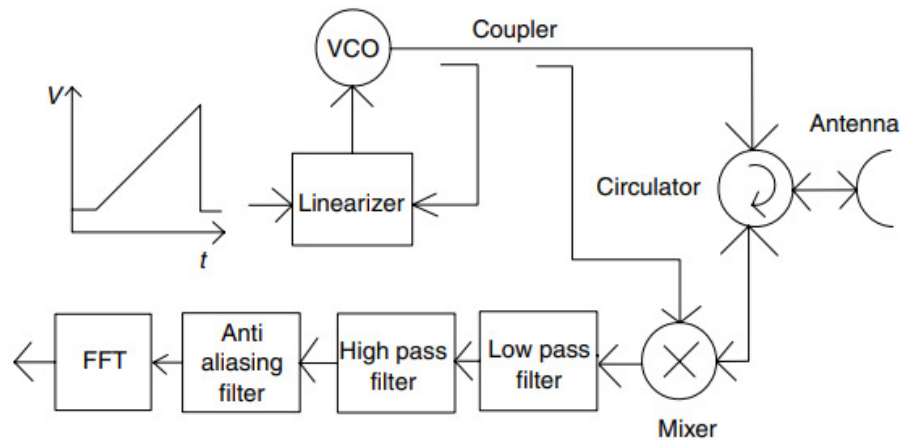 VCO
Coupler
V
t
Linearizer
Circulator
Antenna
FFT
Anti
aliasing
filter
High pass
filter
Low pass
filter
Mixer